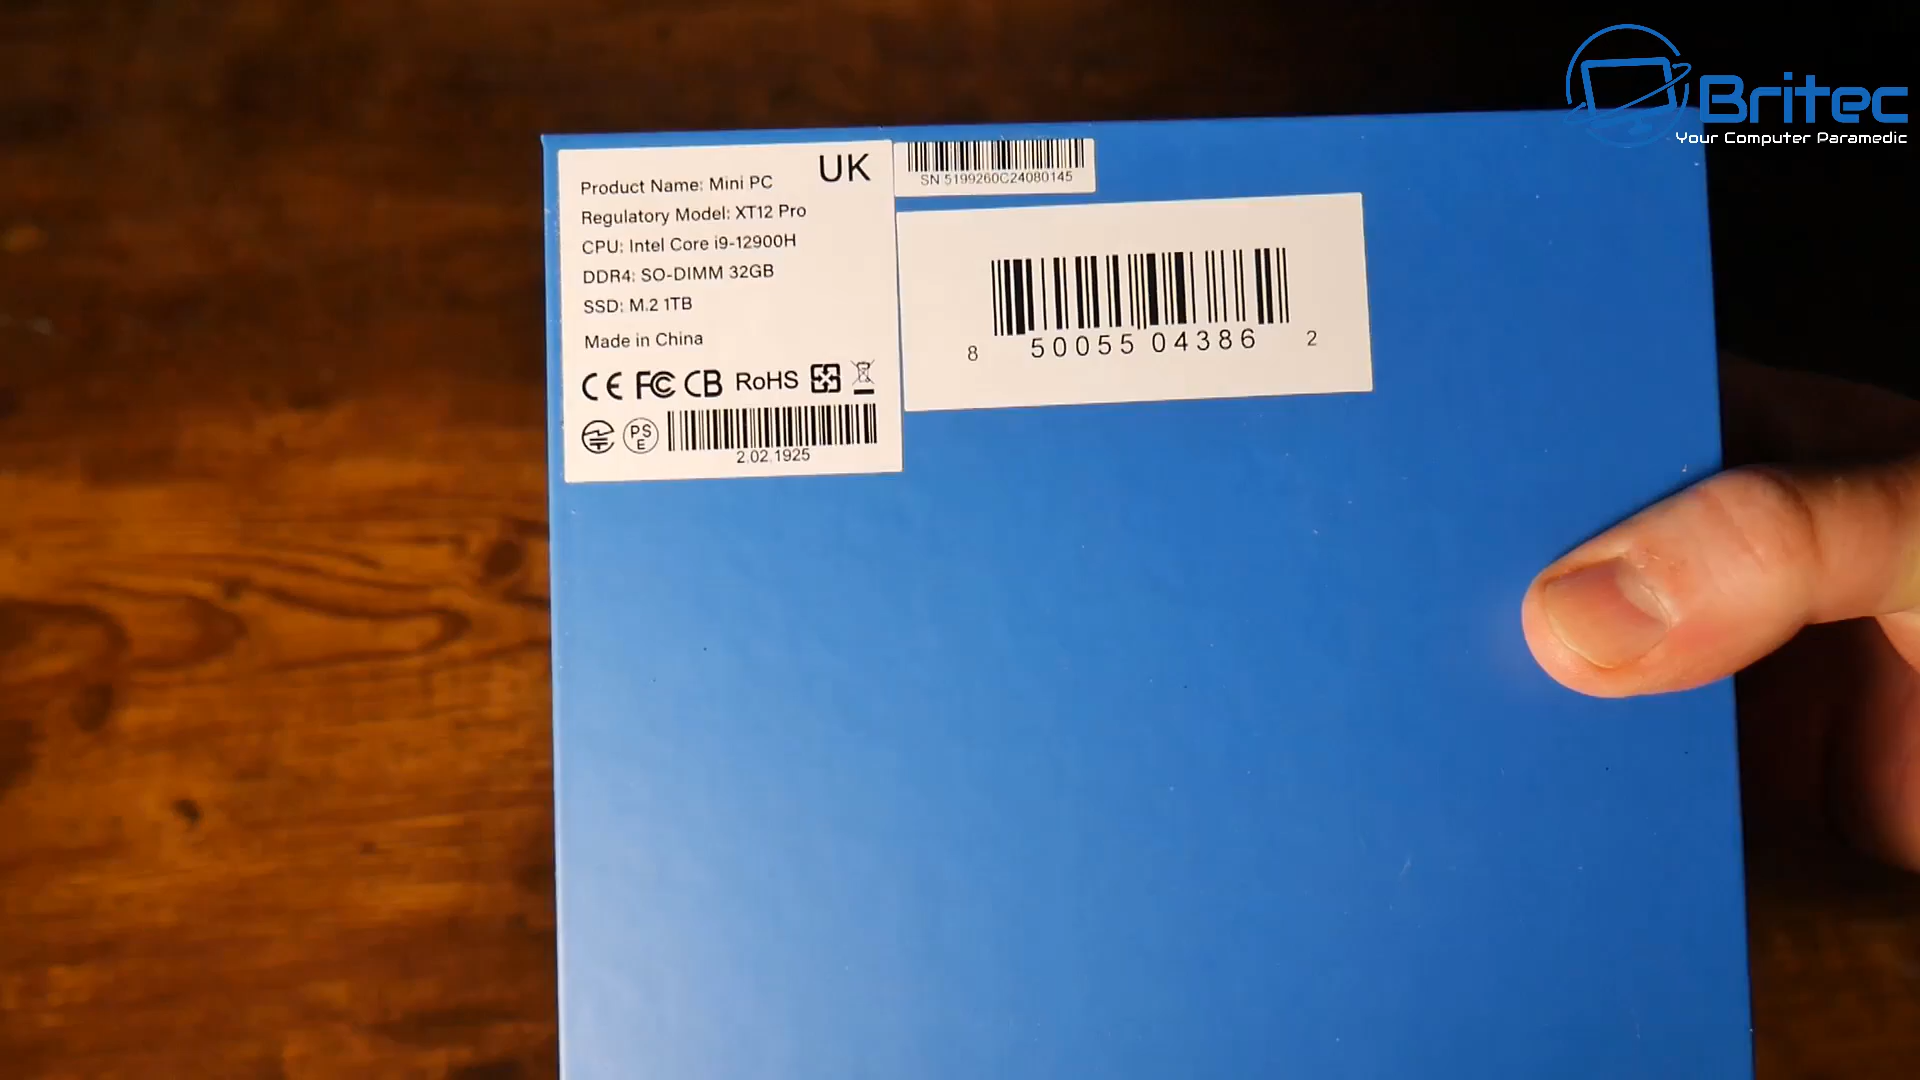 Britec
Your Computer Paramedic
UK
Product Name: Mini PC
Regulatory Model: XT12 Pro
CPU: Intel Core i9-12900H
DDR4: SO-DIMM 32GB
SSD: M.2 1TB
Made in China
CE FC CB RoHS
PS
E
2.02.1925
SN 5199260C24080145
8 50055 04386 2